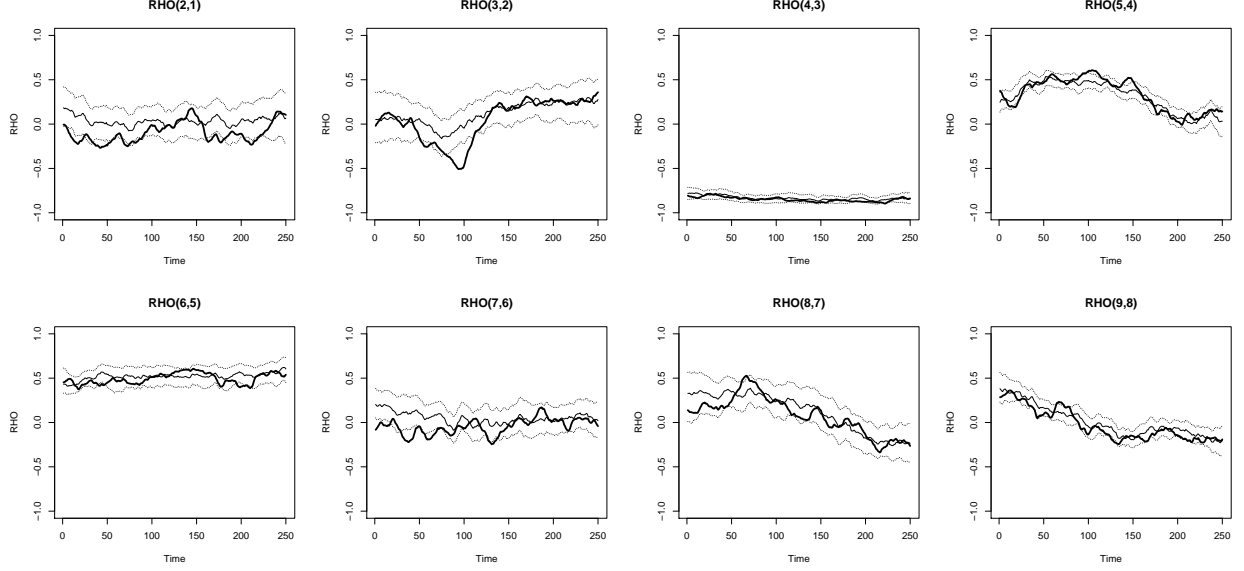 RHO(2,1) RHO(3,2) RHO(4,3) RHO(5,4)
RHO RHO RHO RHO
1.0 1.0 1.0 1.0
0.5 0.5 0.5 0.5
0.0 0.0 0.0 0.0
−0.5 −0.5 −0.5 −0.5
−1.0 −1.0 −1.0 −1.0
0 50 100 150 200 250 0 50 100 150 200 250 0 50 100 150 200 250 0 50 100 150 200 250
Time Time Time Time
RHO(6,5) RHO(7,6) RHO(8,7) RHO(9,8)
RHO RHO RHO RHO
1.0 1.0 1.0 1.0
0.5 0.5 0.5 0.5
0.0 0.0 0.0 0.0
−0.5 −0.5 −0.5 −0.5
−1.0 −1.0 −1.0 −1.0
0 50 100 150 200 250 0 50 100 150 200 250 0 50 100 150 200 250 0 50 100 150 200 250
Time Time Time Time